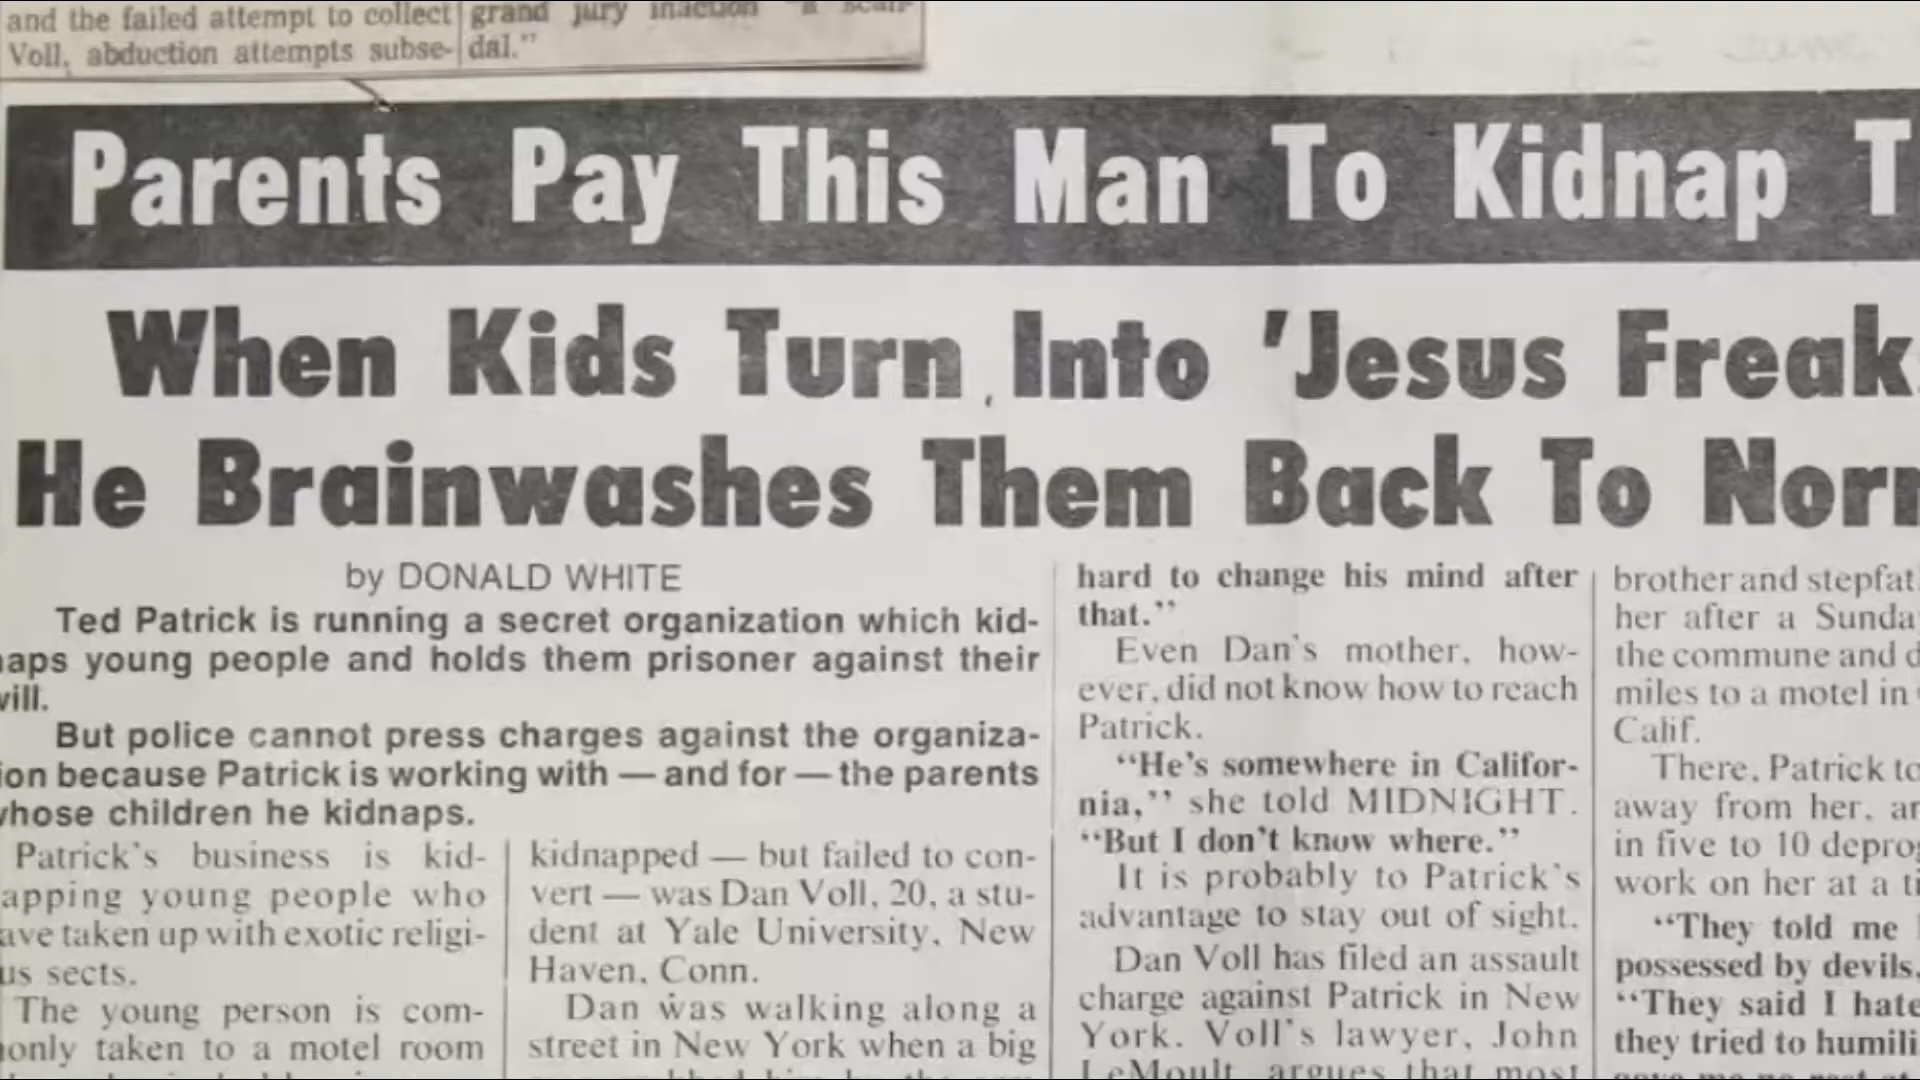 and the failed attempt to collect
Voll, abduction attempts subse-
grand jury inaction "a scan-
dal."
Parents Pay This Man To Kidnap T
When Kids Turn Into 'Jesus Freak
He Brainwashes Them Back To Nor
by DONALD WHITE
Ted Patrick is running a secret organization which kid-
naps young people and holds them prisoner against their
will.
But police cannot press charges against the organiza-
ion because Patrick is working with — and for — the parents
whose children he kidnaps.
Patrick's business is kid-
apping young people who
ave taken up with exotic religi-
us sects.
The young person is com-
only taken to a motel room
kidnapped — but failed to con-
vert — was Dan Voll, 20, a stu-
dent at Yale University, New
Haven, Conn.
Dan was walking along a
street in New York when a big
hard to change his mind after
that."
Even Dan's mother, how-
ever, did not know how to reach
Patrick.
"He's somewhere in Califor-
nia," she told MIDNIGHT.
"But I don't know where."
It is probably to Patrick's
advantage to stay out of sight.
Dan Voll has filed an assault
charge against Patrick in New
York. Voll's lawyer, John
LeMoult, argues that most
brother and stepfat
her after a Sunda
the commune and d
miles to a motel in
Calif.
There, Patrick to
away from her, an
in five to 10 deprog
work on her at a ti
"They told me
possessed by devils.
"They said I hate
they tried to humili